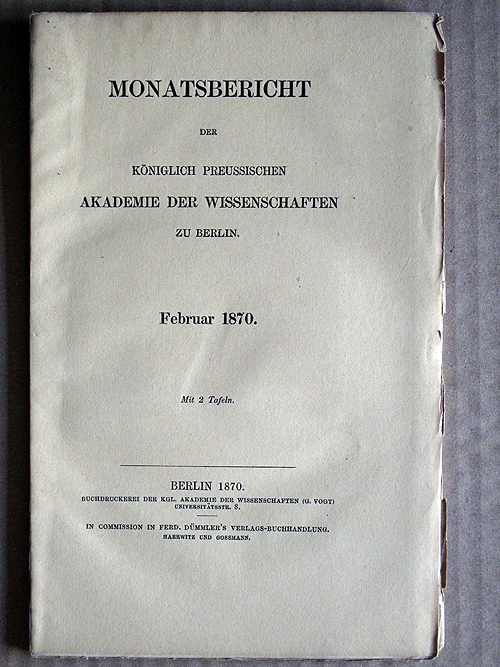 MONATSBERICHT
DER
KÖNIGLICH PREUSSISCHEN
AKADEMIE DER WISSENSCHAFTEN
ZU BERLIN.
Februar 1870.
Mit 2 Tafeln.
BERLIN 1870.
BUCHDRUCKEREI DER KGL. AKADEMIE DER WISSENSCHAFTEN (G. VOGT)
UNIVERSITÄTSSTR. 8.
IN COMMISSION IN FERD. DÜMMLER'S VERLAGS-BUCHHANDLUNG.
HARRWITZ UND GOSSMANN.